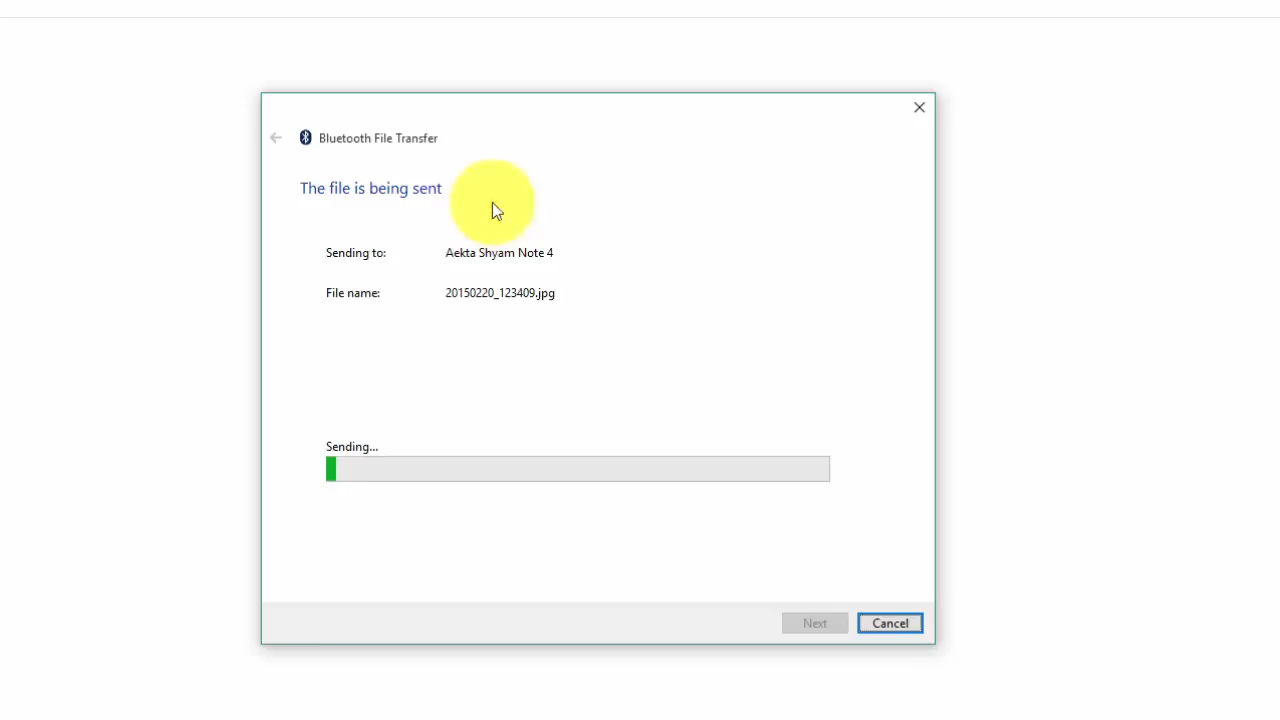 Bluetooth File Transfer
The file is being sent
Sending to: Aekta Shyam Note 4
File name: 20150220_123409.jpg
Sending...
Next Cancel